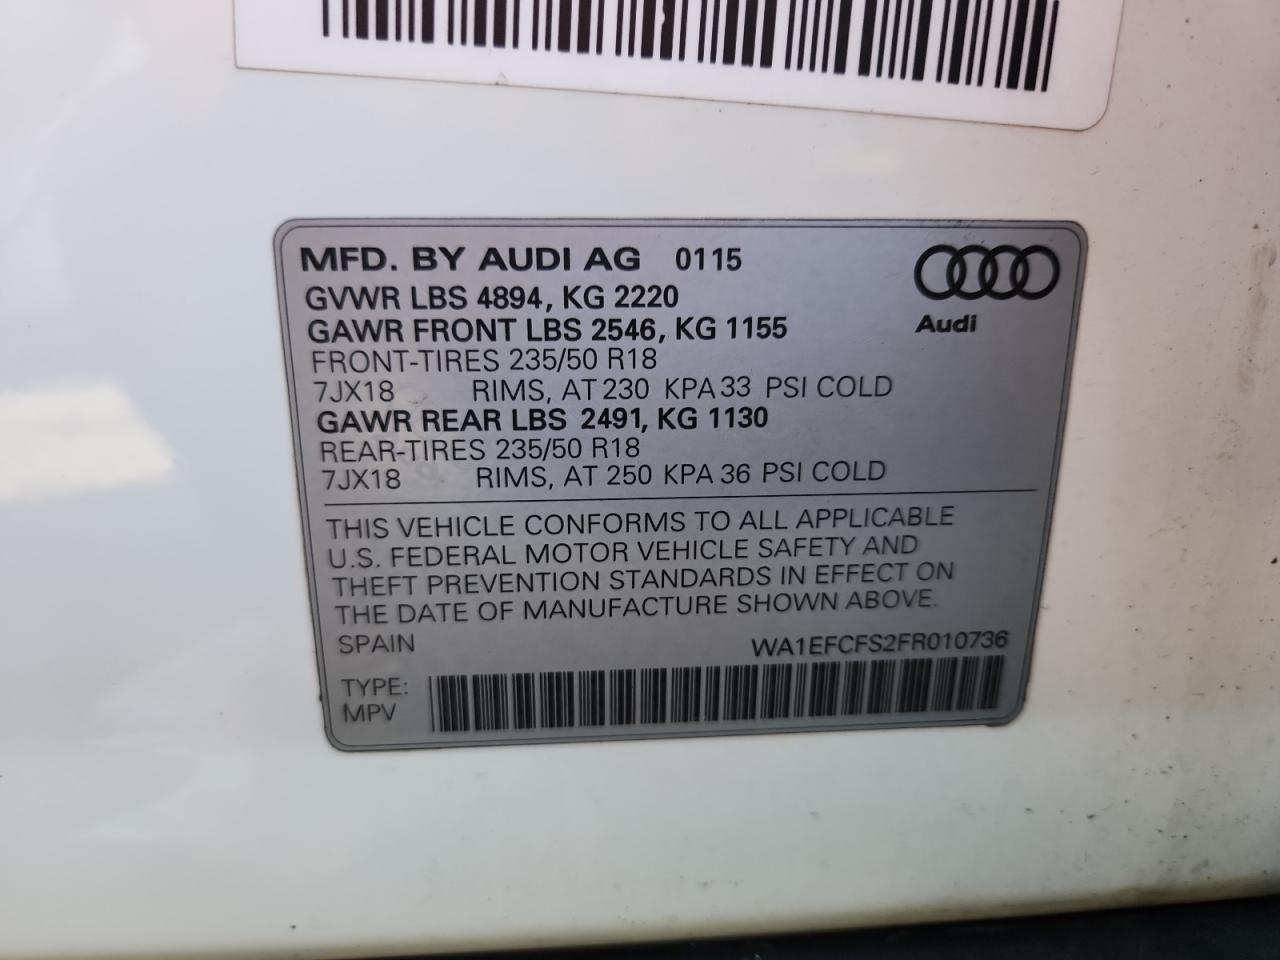 MFD. BY AUDI AG 0115
GVWR LBS 4894, KG 2220
GAWR FRONT LBS 2546, KG 1155
FRONT-TIRES 235/50 R18
7JX18 RIMS, AT 230 KPA 33 PSI COLD
GAWR REAR LBS 2491, KG 1130
REAR-TIRES 235/50 R18
7JX18 RIMS, AT 250 KPA 36 PSI COLD
Audi
THIS VEHICLE CONFORMS TO ALL APPLICABLE
U.S. FEDERAL MOTOR VEHICLE SAFETY AND
THEFT PREVENTION STANDARDS IN EFFECT ON
THE DATE OF MANUFACTURE SHOWN ABOVE.
SPAIN WA1EFCFS2FR010736
TYPE:
MPV